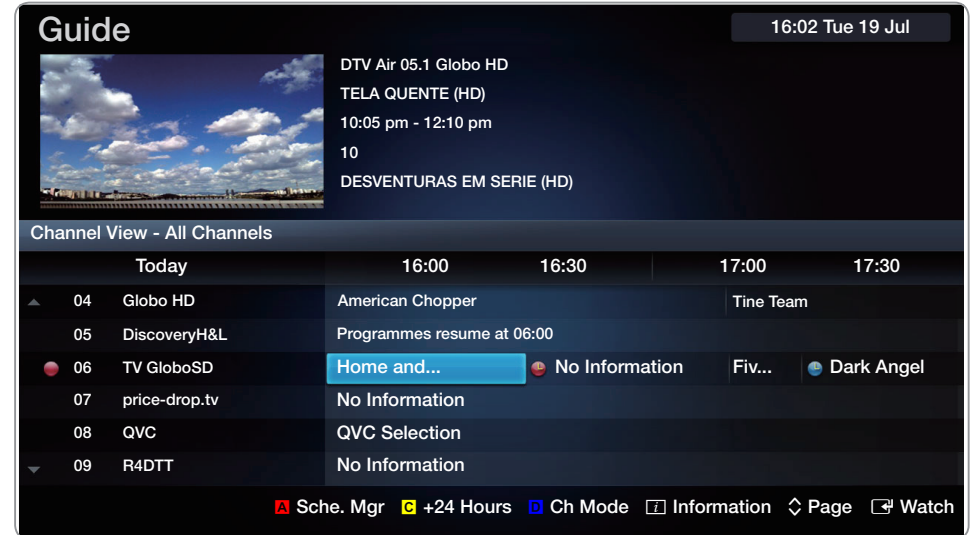 Guide
16:02 Tue 19 Jul
DTV Air 05.1 Globo HD
TELA QUENTE (HD)
10:05 pm - 12:10 pm
10
DESVENTURAS EM SERIE (HD)
Channel View - All Channels
Today 16:00 16:30 17:00 17:30
04 Globo HD American Chopper Tine Team
05 DiscoveryH&L Programmes resume at 06:00
06 TV GloboSD Home and... No Information Fiv... Dark Angel
07 price-drop.tv No Information
08 QVC QVC Selection
09 R4DTT No Information
A Sche. Mgr C +24 Hours D Ch Mode i Information Page Watch